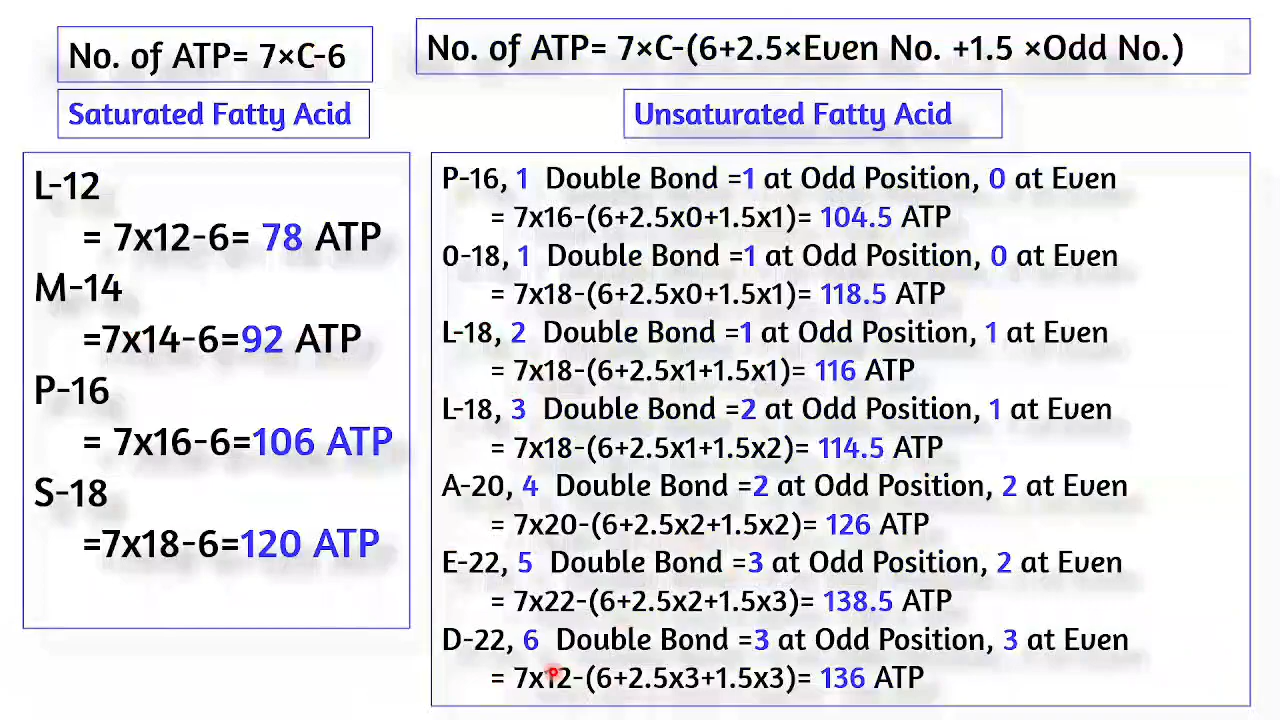 No. of ATP= 7×C-6
Saturated Fatty Acid
L-12
= 7x12-6= 78 ATP
M-14
=7x14-6=92 ATP
P-16
= 7x16-6=106 ATP
S-18
=7x18-6=120 ATP
No. of ATP= 7×C-(6+2.5×Even No. +1.5 ×Odd No.)
Unsaturated Fatty Acid
P-16, 1 Double Bond =1 at Odd Position, 0 at Even
= 7x16-(6+2.5x0+1.5x1)= 104.5 ATP
0-18, 1 Double Bond =1 at Odd Position, 0 at Even
= 7x18-(6+2.5x0+1.5x1)= 118.5 ATP
L-18, 2 Double Bond =1 at Odd Position, 1 at Even
= 7x18-(6+2.5x1+1.5x1)= 116 ATP
L-18, 3 Double Bond =2 at Odd Position, 1 at Even
= 7x18-(6+2.5x1+1.5x2)= 114.5 ATP
A-20, 4 Double Bond =2 at Odd Position, 2 at Even
= 7x20-(6+2.5x2+1.5x2)= 126 ATP
E-22, 5 Double Bond =3 at Odd Position, 2 at Even
= 7x22-(6+2.5x2+1.5x3)= 138.5 ATP
D-22, 6 Double Bond =3 at Odd Position, 3 at Even
= 7x12-(6+2.5x3+1.5x3)= 136 ATP